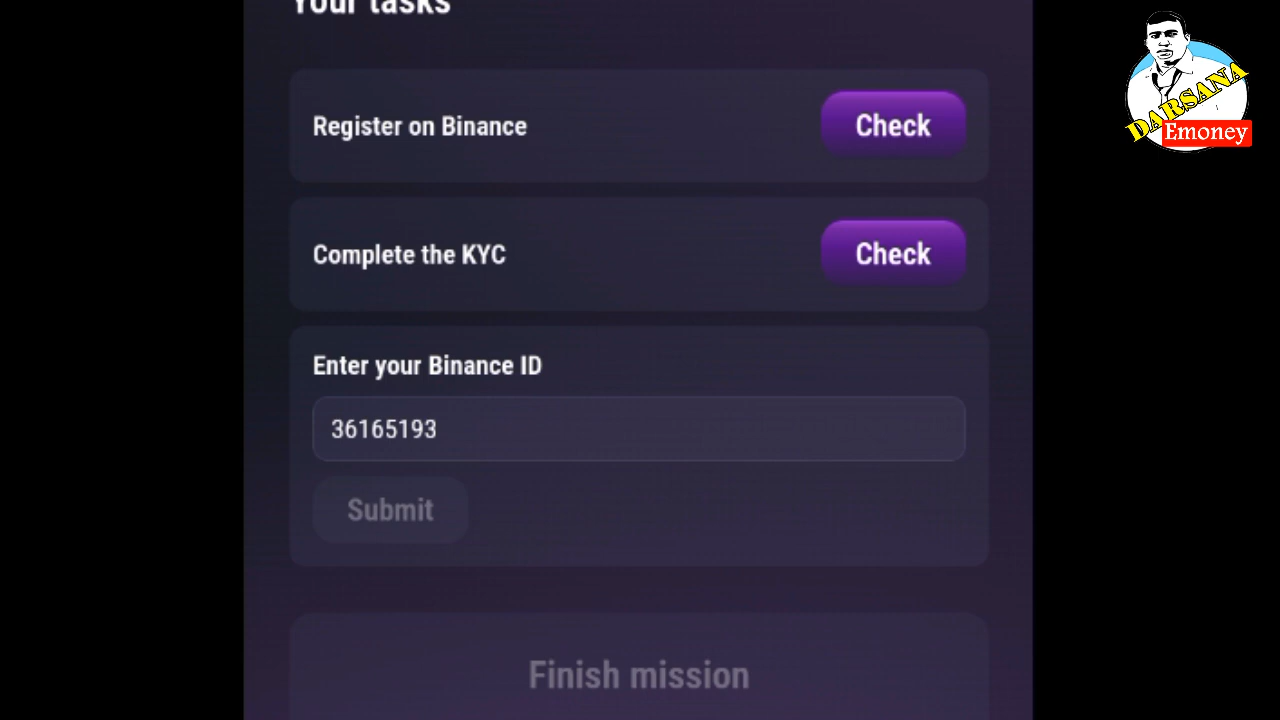 Your tasks
Register on Binance
Check
Complete the KYC
Check
Enter your Binance ID
36165193
Submit
Finish mission
DARSANA
Emoney